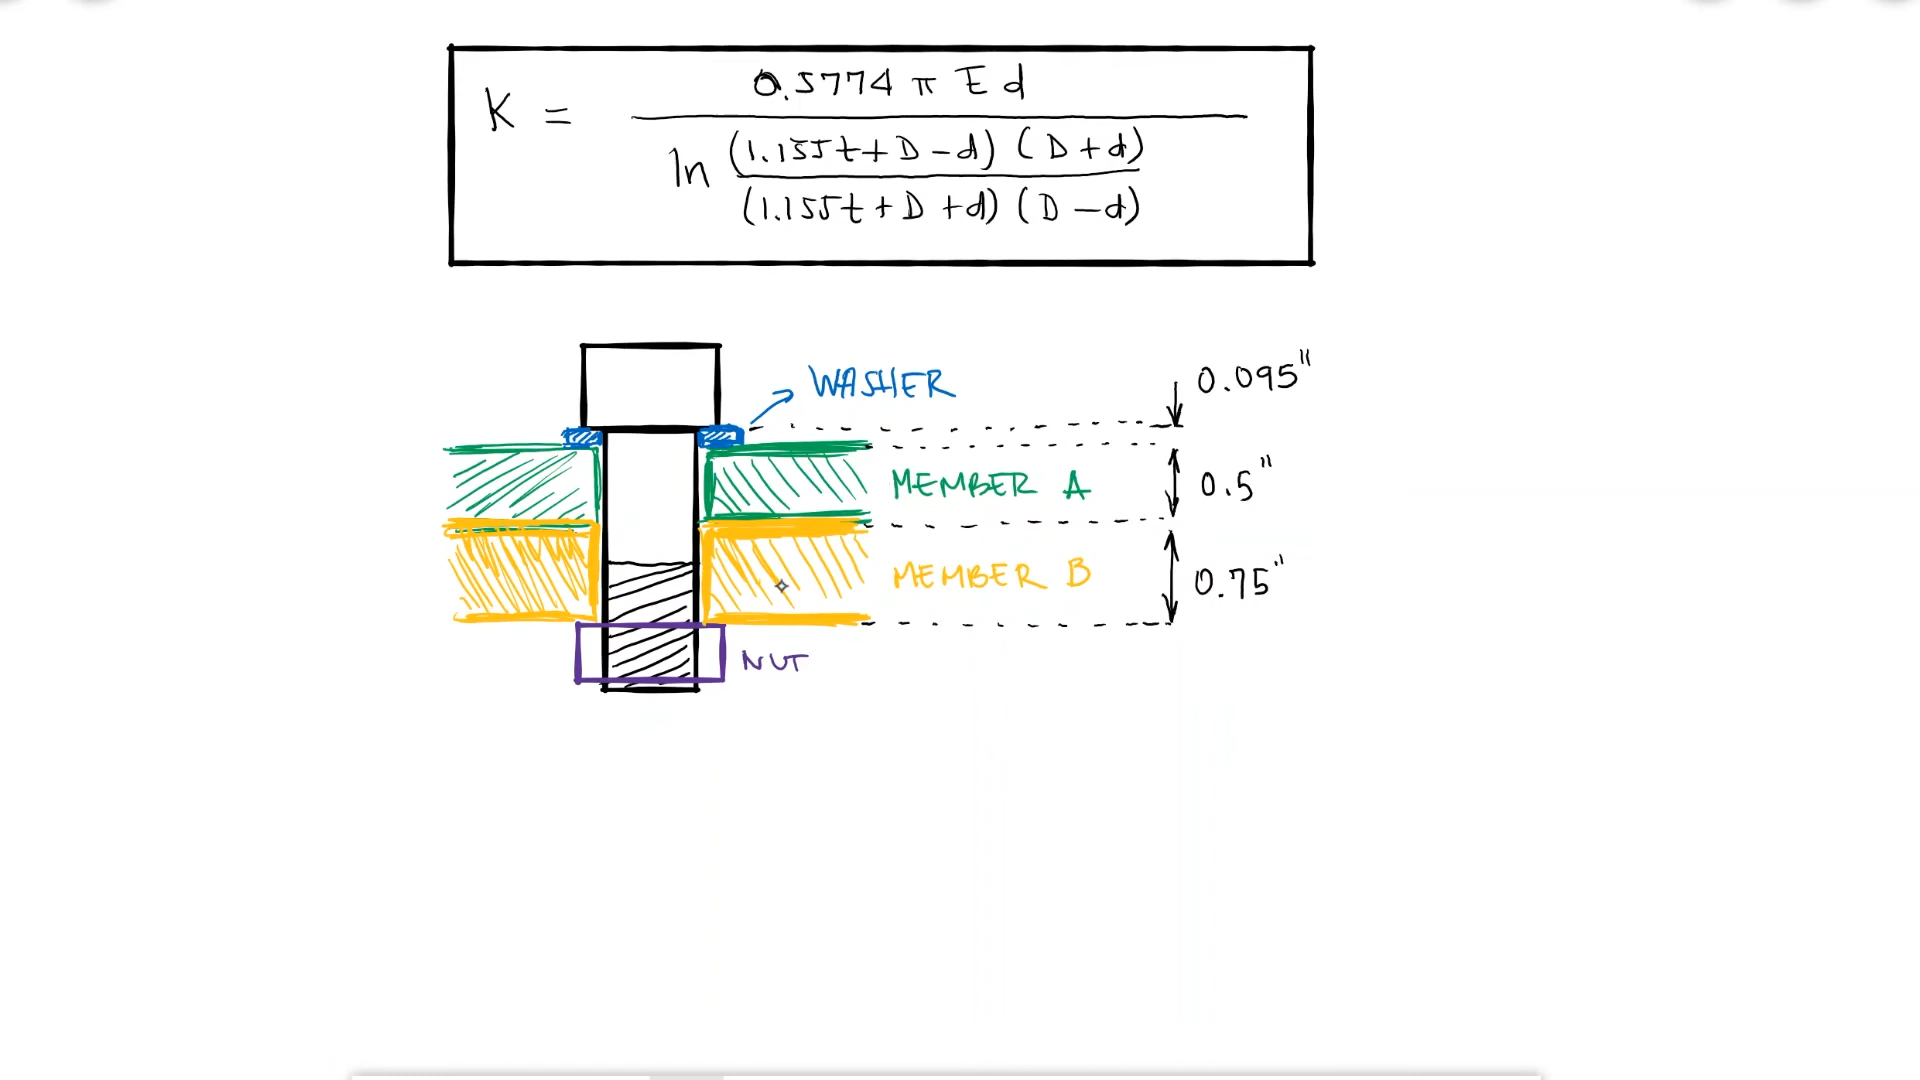 K = 0.5774 π E d
ln (1.155t + D - d) (D + d)
(1.155t + D + d) (D - d)
WASHER
0.095"
MEMBER A
0.5"
MEMBER B
0.75"
NUT